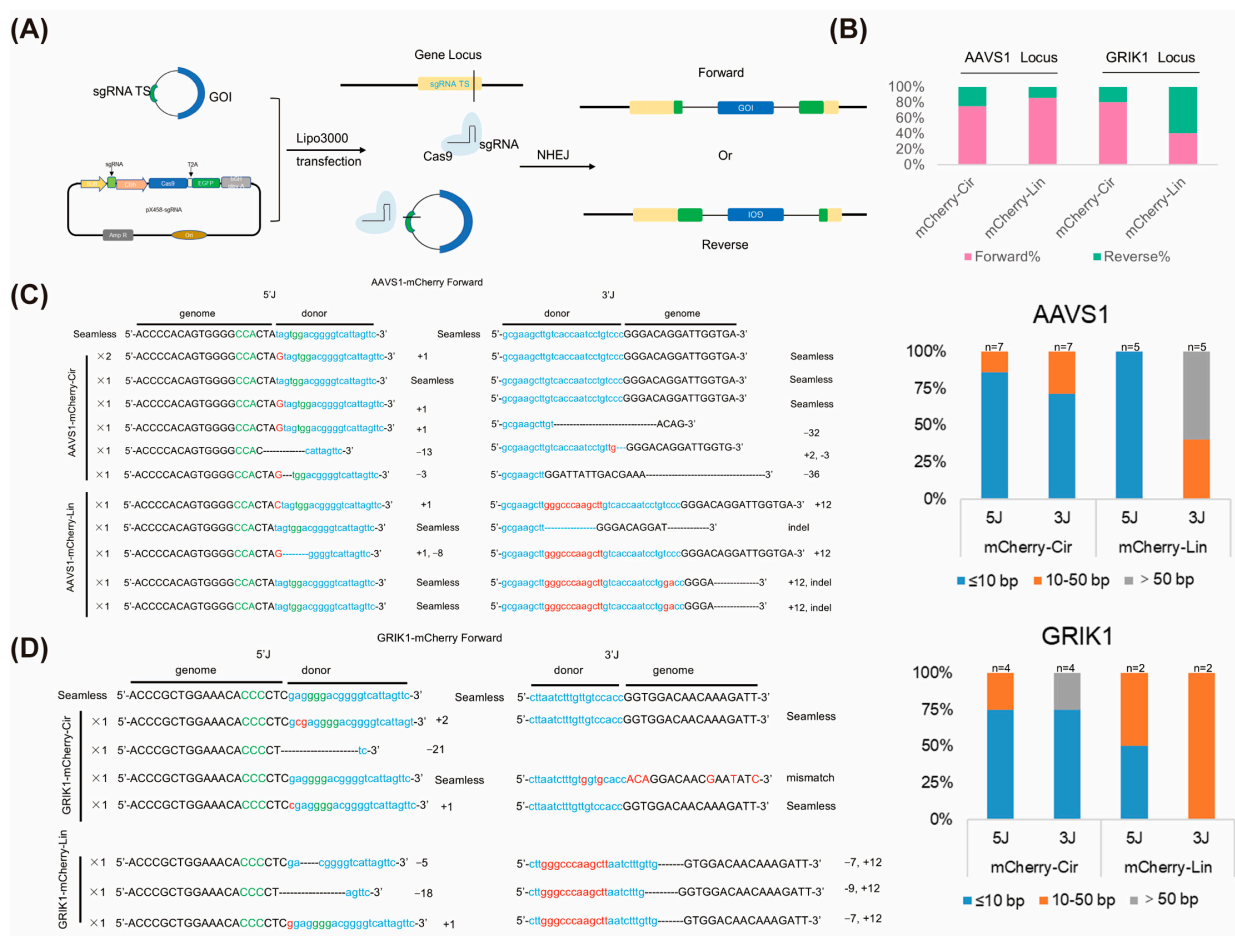 (A)
sgRNA TS
GOI
sgRNA
T2A
Cas9
EGFP
pX458-sgRNA
Amp R
Ori
Lipo3000
transfection
Gene Locus
sgRNA TS
Cas9
sgRNA
NHEJ
Forward
GOI
Or
GOI
Reverse
(B)
AAVS1 Locus
GRIK1 Locus
100%
80%
60%
40%
20%
0%
mCherry-Cir
mCherry-Lin
mCherry-Cir
mCherry-Lin
Forward%
Reverse%
(C)
AAVS1-mCherry Forward
5'J
3'J
genome
donor
donor
genome
Seamless 5'-ACCCCACAGTGGGGCCACTAtagtggacggggtcattagttc-3' Seamless 5'-gcgaagcttgtcaccaatcctgtcccGGGACAGGATTGGTGA-3'
AAVS1-mCherry-Cir
×2 5'-ACCCCACAGTGGGGCCACTAGtagtggacggggtcattagttc-3' +1 5'-gcgaagcttgtcaccaatcctgtcccGGGACAGGATTGGTGA-3' Seamless
×1 5'-ACCCCACAGTGGGGCCACTAtagtggacggggtcattagttc-3' Seamless 5'-gcgaagcttgtcaccaatcctgtcccGGGACAGGATTGGTGA-3' Seamless
×1 5'-ACCCCACAGTGGGGCCACTAGtagtggacggggtcattagttc-3' +1 5'-gcgaagcttgtcaccaatcctgtcccGGGACAGGATTGGTGA-3' Seamless
×1 5'-ACCCCACAGTGGGGCCACTAGtagtggacggggtcattagttc-3' +1 5'-gcgaagcttgt-------------------------ACAG-3' −32
×1 5'-ACCCCACAGTGGGGCCAC------------cattagttc-3' −13 5'-gcgaagcttgtcaccaatcctgttg---GGGACAGGATTGGTG-3' +2, -3
×1 5'-ACCCCACAGTGGGGCCACTAG---tggacggggtcattagttc-3' −3 5'-gcgaagcttGGATTATTGACGAAA-----------------------------3' −36
AAVS1-mCherry-Lin
×1 5'-ACCCCACAGTGGGGCCACTACtagtggacggggtcattagttc-3' +1 5'-gcgaagcttgggcccaagcttgtcaccaatcctgtcccGGGACAGGATTGGTGA-3' +12
×1 5'-ACCCCACAGTGGGGCCACTAtagtggacggggtcattagttc-3' Seamless 5'-gcgaagctt--------------GGGACAGGAT-----------3' indel
×1 5'-ACCCCACAGTGGGGCCACTAG--------ggggtcattagttc-3' +1, −8 5'-gcgaagcttgggcccaagcttgtcaccaatcctgtcccGGGACAGGATTGGTGA-3' +12
×1 5'-ACCCCACAGTGGGGCCACTAtagtggacggggtcattagttc-3' Seamless 5'-gcgaagcttgggcccaagcttgtcaccaatcctggaccGGGA------------3' +12, indel
×1 5'-ACCCCACAGTGGGGCCACTAtagtggacggggtcattagttc-3' Seamless 5'-gcgaagcttgggcccaagcttgtcaccaatcctggaccGGGA------------3' +12, indel
AAVS1
n=7
n=7
n=5
n=5
100%
75%
50%
25%
0%
5J
3J
5J
3J
mCherry-Cir
mCherry-Lin
≤10 bp
10-50 bp
> 50 bp
(D)
GRIK1-mCherry Forward
5'J
3'J
genome
donor
donor
genome
Seamless 5'-ACCCGCTGGAAACACCCCTCgaggggacggggtcattagttc-3' Seamless 5'-cttaatctttgttgtccaccGGTGGACAACAAAGATT-3'
GRIK1-mCherry-Cir
×1 5'-ACCCGCTGGAAACACCCCTCgcgaggggacggggtcattagt-3' +2 5'-cttaatctttgttgtccaccGGTGGACAACAAAGATT-3' Seamless
×1 5'-ACCCGCTGGAAACACCCCT---------------------tc-3' −21
×1 5'-ACCCGCTGGAAACACCCCTCgaggggacggggtcattagttc-3' Seamless 5'-cttaatctttgtggtgcaccACAGGACAACGAATATC-3' mismatch
×1 5'-ACCCGCTGGAAACACCCCTCcgaggggacggggtcattagttc-3' +1 5'-cttaatctttgttgtccaccGGTGGACAACAAAGATT-3' Seamless
GRIK1-mCherry-Lin
×1 5'-ACCCGCTGGAAACACCCCTCga-----cggggtcattagttc-3' −5 5'-cttgggcccaagcttaatctttgttg-------GTGGACAACAAAGATT-3' −7, +12
×1 5'-ACCCGCTGGAAACACCCCT------------------agttc-3' −18 5'-cttgggcccaagcttaatctttg---------GTGGACAACAAAGATT-3' -9, +12
×1 5'-ACCCGCTGGAAACACCCCTCggaggggacggggtcattagttc-3' +1 5'-cttgggcccaagcttaatctttgttg-------GTGGACAACAAAGATT-3' −7, +12
GRIK1
n=4
n=4
n=2
n=2
100%
75%
50%
25%
0%
5J
3J
5J
3J
mCherry-Cir
mCherry-Lin
≤10 bp
10-50 bp
> 50 bp